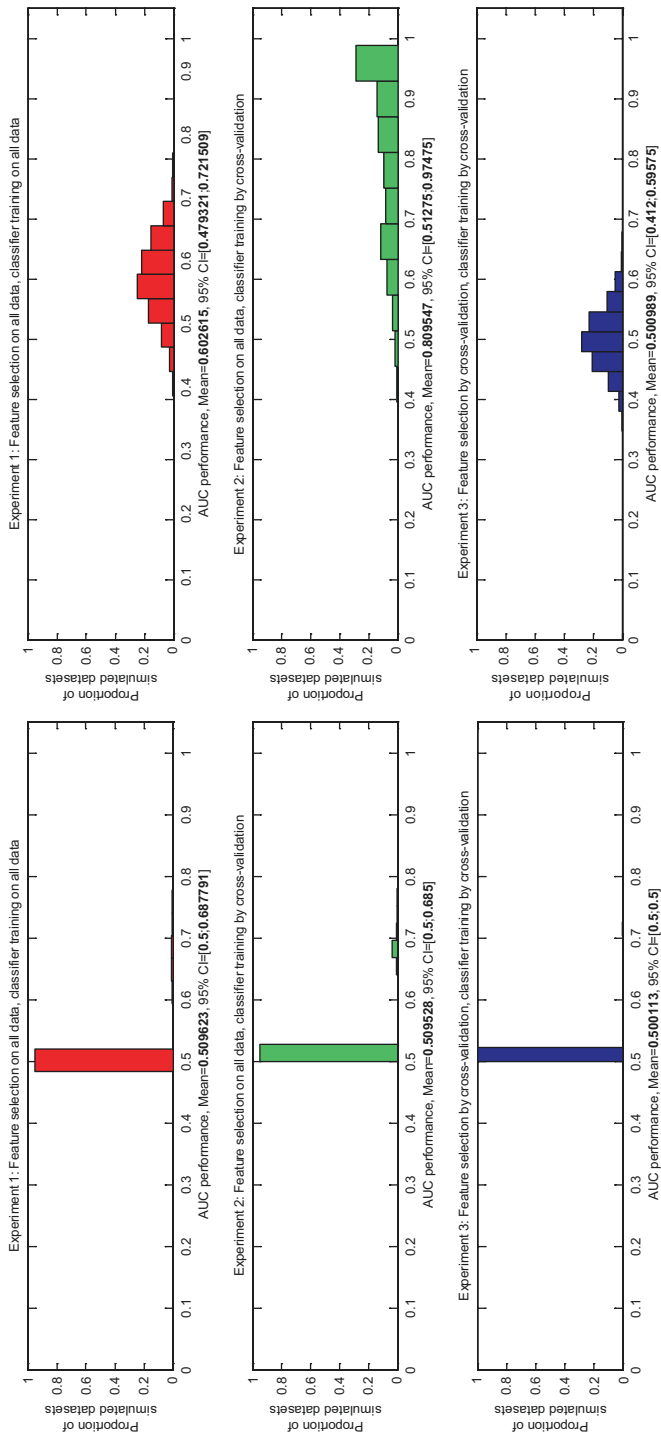 Experiment 1: Feature selection on all data, classifier training on all data
Proportion of
simulated datasets
1
0.8
0.6
0.4
0.2
0
0 0.1 0.2 0.3 0.4 0.5 0.6 0.7 0.8 0.9 1
AUC performance, Mean=0.509623, 95% CI=[0.5;0.687791]
Experiment 1: Feature selection on all data, classifier training on all data
Proportion of
simulated datasets
1
0.8
0.6
0.4
0.2
0
0 0.1 0.2 0.3 0.4 0.5 0.6 0.7 0.8 0.9 1
AUC performance, Mean=0.602615, 95% CI=[0.479321;0.721509]
Experiment 2: Feature selection on all data, classifier training by cross-validation
Proportion of
simulated datasets
1
0.8
0.6
0.4
0.2
0
0 0.1 0.2 0.3 0.4 0.5 0.6 0.7 0.8 0.9 1
AUC performance, Mean=0.509528, 95% CI=[0.5;0.685]
Experiment 2: Feature selection on all data, classifier training by cross-validation
Proportion of
simulated datasets
1
0.8
0.6
0.4
0.2
0
0 0.1 0.2 0.3 0.4 0.5 0.6 0.7 0.8 0.9 1
AUC performance, Mean=0.809547, 95% CI=[0.51275;0.97475]
Experiment 3: Feature selection by cross-validation, classifier training by cross-validation
Proportion of
simulated datasets
1
0.8
0.6
0.4
0.2
0
0 0.1 0.2 0.3 0.4 0.5 0.6 0.7 0.8 0.9 1
AUC performance, Mean=0.500113, 95% CI=[0.5;0.5]
Experiment 3: Feature selection by cross-validation, classifier training by cross-validation
Proportion of
simulated datasets
1
0.8
0.6
0.4
0.2
0
0 0.1 0.2 0.3 0.4 0.5 0.6 0.7 0.8 0.9 1
AUC performance, Mean=0.500989, 95% CI=[0.412;0.59575]